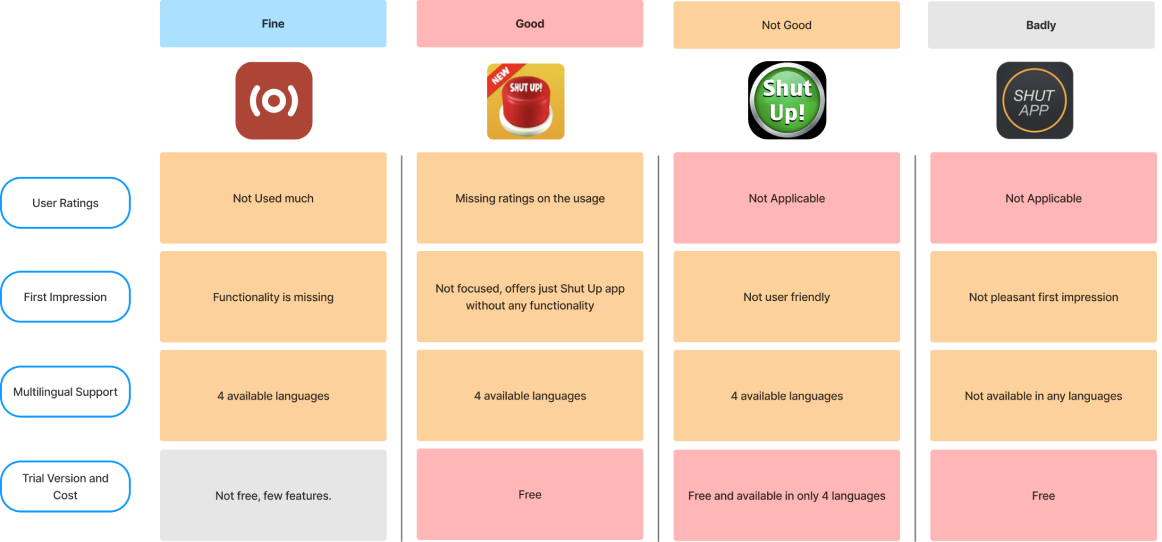 Fine
Good
Not Good
Badly
NEW
SHUT UP!
Shut
Up!
SHUT
APP
User Ratings
Not Used much
Missing ratings on the usage
Not Applicable
Not Applicable
First Impression
Functionality is missing
Not focused, offers just Shut Up app
without any functionality
Not user friendly
Not pleasant first impression
Multilingual Support
4 available languages
4 available languages
4 available languages
Not available in any languages
Trial Version and
Cost
Not free, few features.
Free
Free and available in only 4 languages
Free